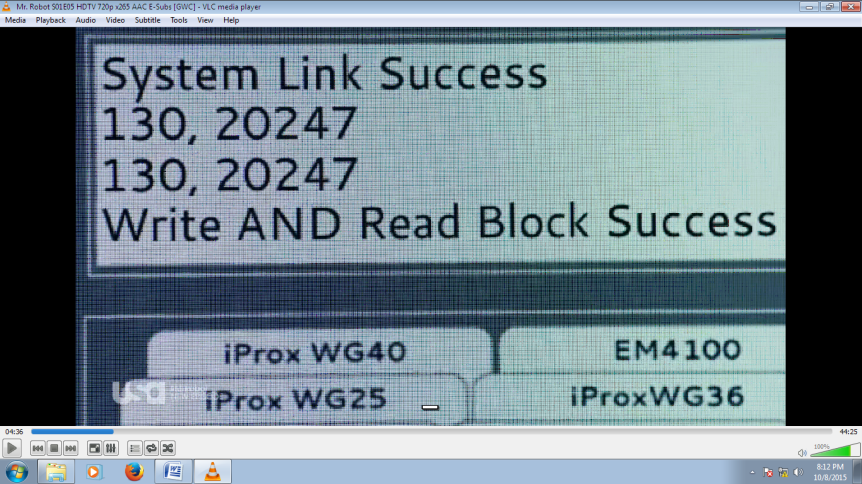 Mr. Robot S01E05 HDTV 720p x265 AAC E-Subs [GWC] - VLC media player
Media Playback Audio Video Subtitle Tools View Help
System Link Success
130, 20247
130, 20247
Write AND Read Block Success
iProx WG40 EM4100
usa
iProx WG25 iProxWG36
04:36 44:25
100%
8:12 PM
10/8/2015